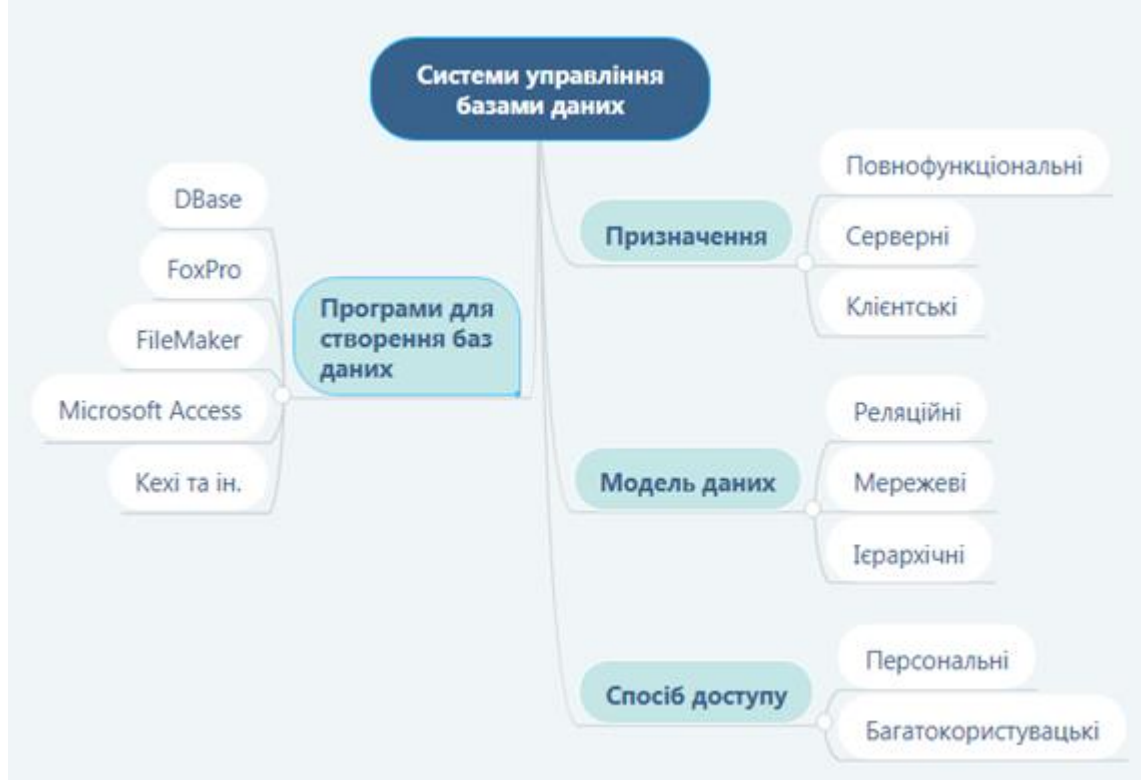 Системи управління
базами даних
DBase
FoxPro
FileMaker
Microsoft Access
Кехі та ін.
Програми для
створення баз
даних
Призначення
Повнофункціональні
Серверні
Клієнтські
Модель даних
Реляційні
Мережеві
Ієрархічні
Спосіб доступу
Персональні
Багатокористувацькі